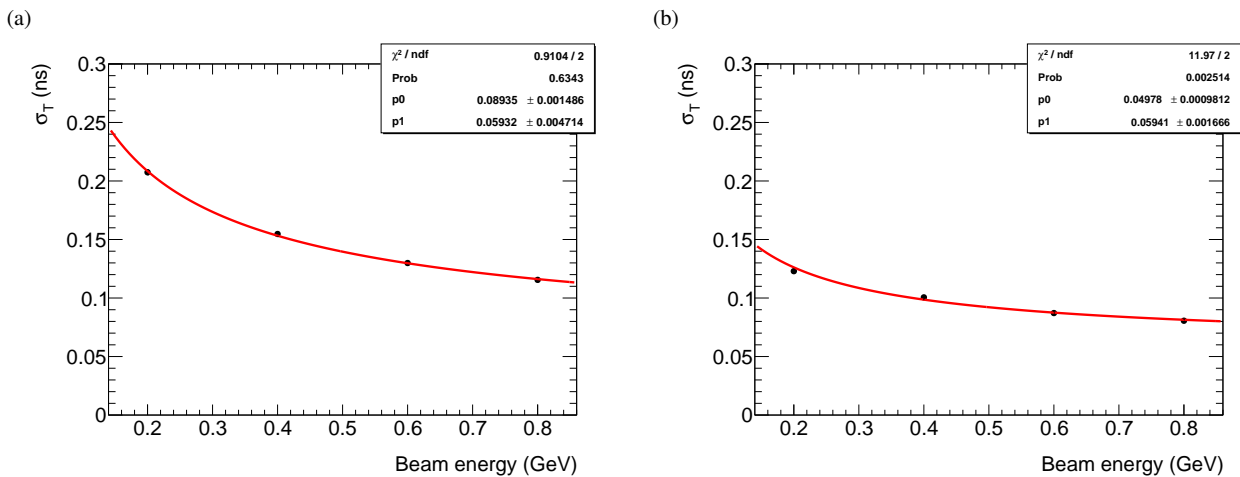 (a)
χ² / ndf 0.9104 / 2
Prob 0.6343
p0 0.08935 ± 0.001486
p1 0.05932 ± 0.004714
σ_T (ns)
0.3
0.25
0.2
0.15
0.1
0.05
0
0.2 0.3 0.4 0.5 0.6 0.7 0.8
Beam energy (GeV)
(b)
χ² / ndf 11.97 / 2
Prob 0.002514
p0 0.04978 ± 0.0009812
p1 0.05941 ± 0.001666
σ_T (ns)
0.3
0.25
0.2
0.15
0.1
0.05
0
0.2 0.3 0.4 0.5 0.6 0.7 0.8
Beam energy (GeV)